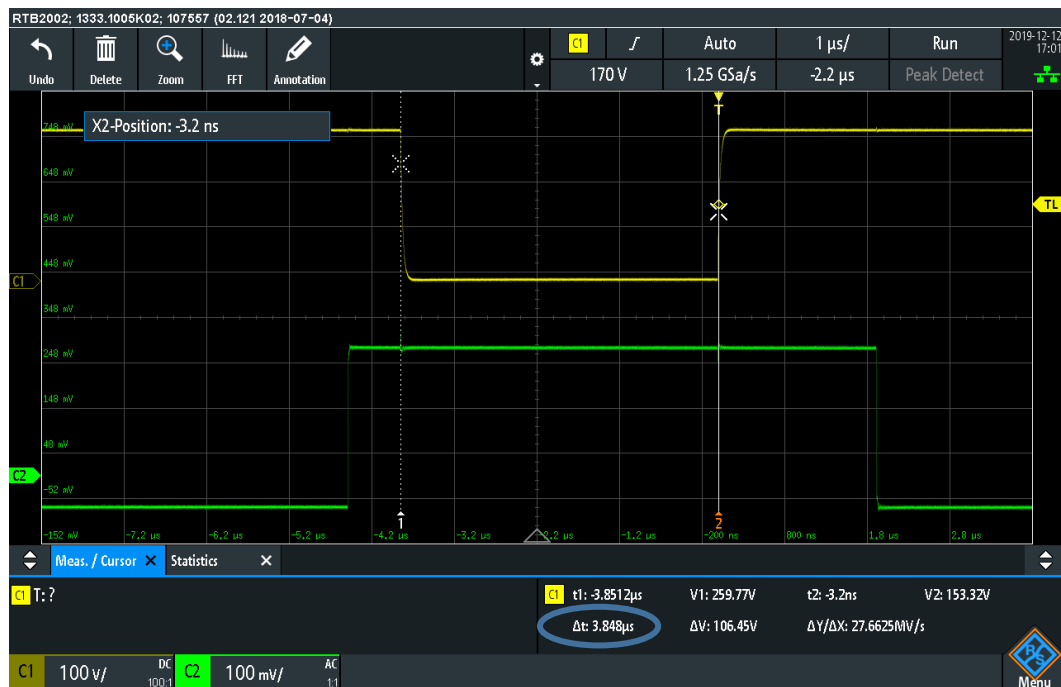 RTB2002; 1333.1005K02; 107557 (02.121 2018-07-04)
Undo Delete Zoom FFT Annotation
C1 Auto 1 µs/ Run
170 V 1.25 GSa/s -2.2 µs Peak Detect
2019-12-12
17:01
T
748 mV
X2-Position: -3.2 ns
648 mV
TL
548 mV
448 mV
C1
348 mV
248 mV
148 mV
48 mV
C2
-52 mV
1 2
-152 mV -7.2 µs -6.2 µs -5.2 µs -4.2 µs -3.2 µs -2.2 µs -1.2 µs -200 ns 800 ns 1.8 µs 2.8 µs
Meas. / Cursor Statistics
C1 T: ?
C1 t1: -3.8512µs V1: 259.77V t2: -3.2ns V2: 153.32V
Δt: 3.848µs ΔV: 106.45V ΔY/ΔX: 27.6625MV/s
C1 100 V/ DC 100:1 C2 100 mV/ AC 1:1
R&S
Menu